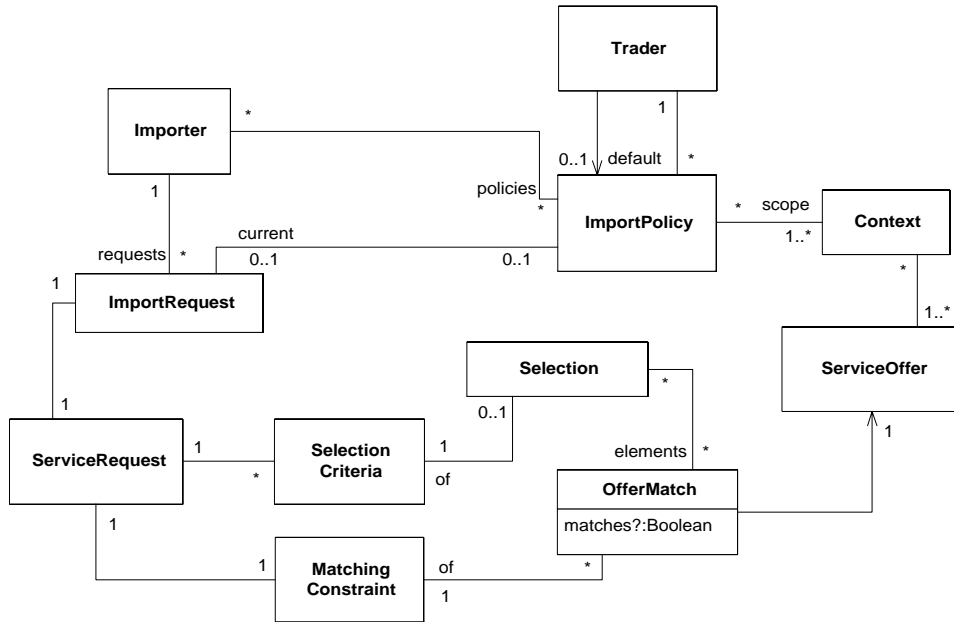 Trader
1
0..1
default
*
Importer
*
1
policies
*
ImportPolicy
*
scope
1..*
Context
*
1..*
current
0..1
0..1
requests
*
1
ImportRequest
ServiceOffer
1
Selection
*
0..1
1
ServiceRequest
1
*
Selection
Criteria
1
of
elements
*
OfferMatch
matches?:Boolean
*
1
1
Matching
Constraint
of
1